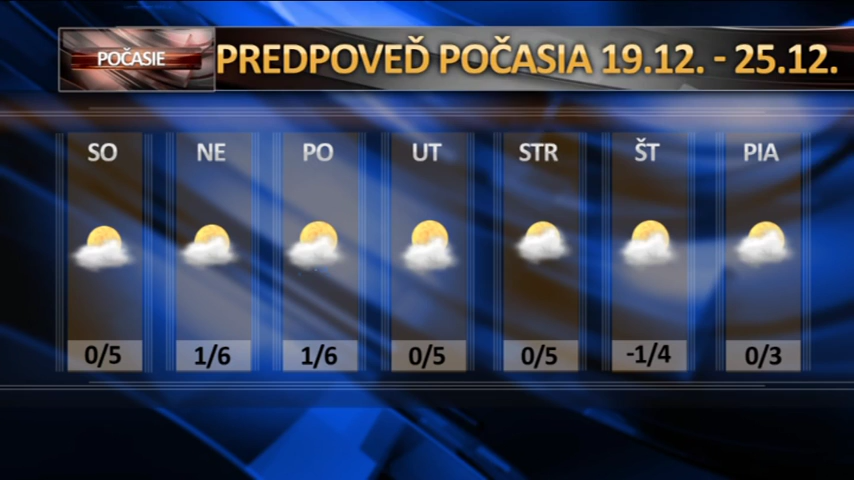 POČASIE
PREDPOVEĎ POČASIA 19.12. - 25.12.
SO NE PO UT STR ŠT PIA
0/5 1/6 1/6 0/5 0/5 -1/4 0/3